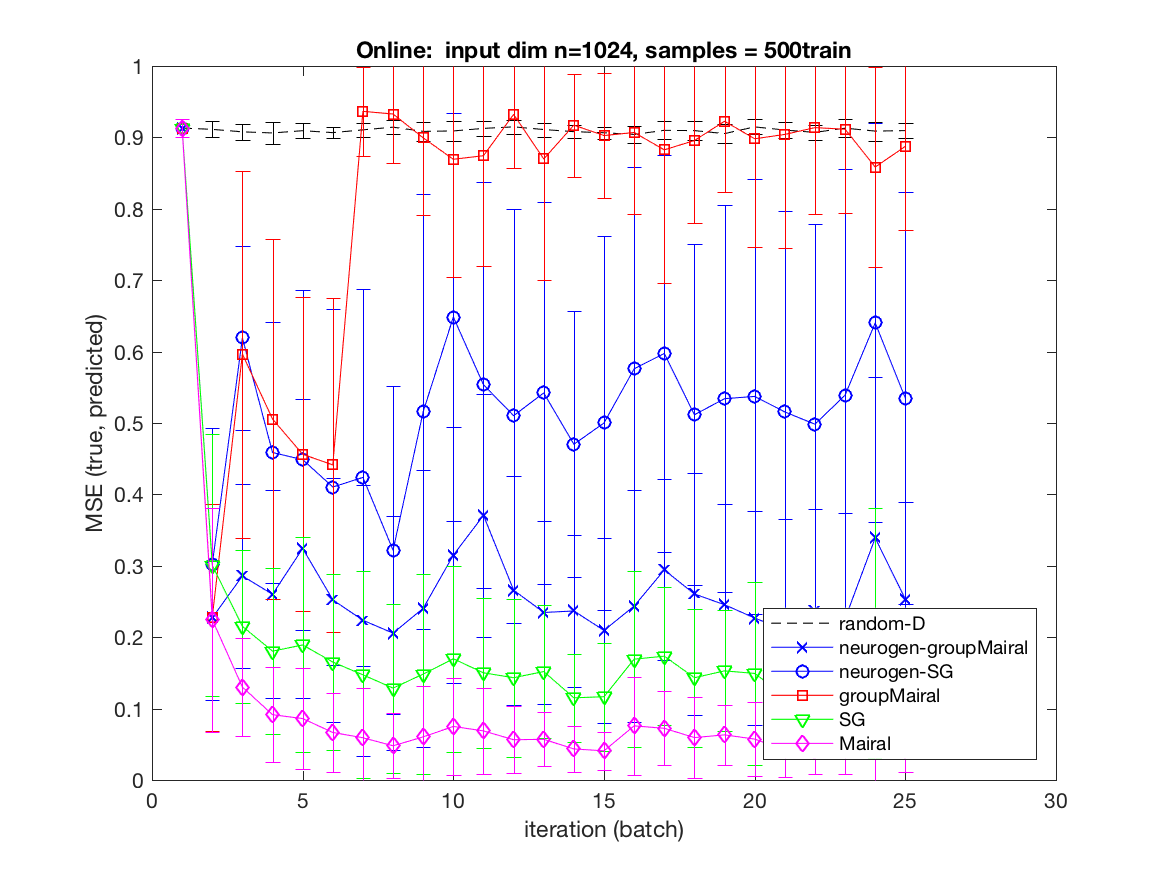 Online:  input dim n=1024, samples = 500train
MSE (true, predicted)
1
0.9
0.8
0.7
0.6
0.5
0.4
0.3
0.2
0.1
0
0 5 10 15 20 25 30
iteration (batch)
random-D
neurogen-groupMairal
neurogen-SG
groupMairal
SG
Mairal